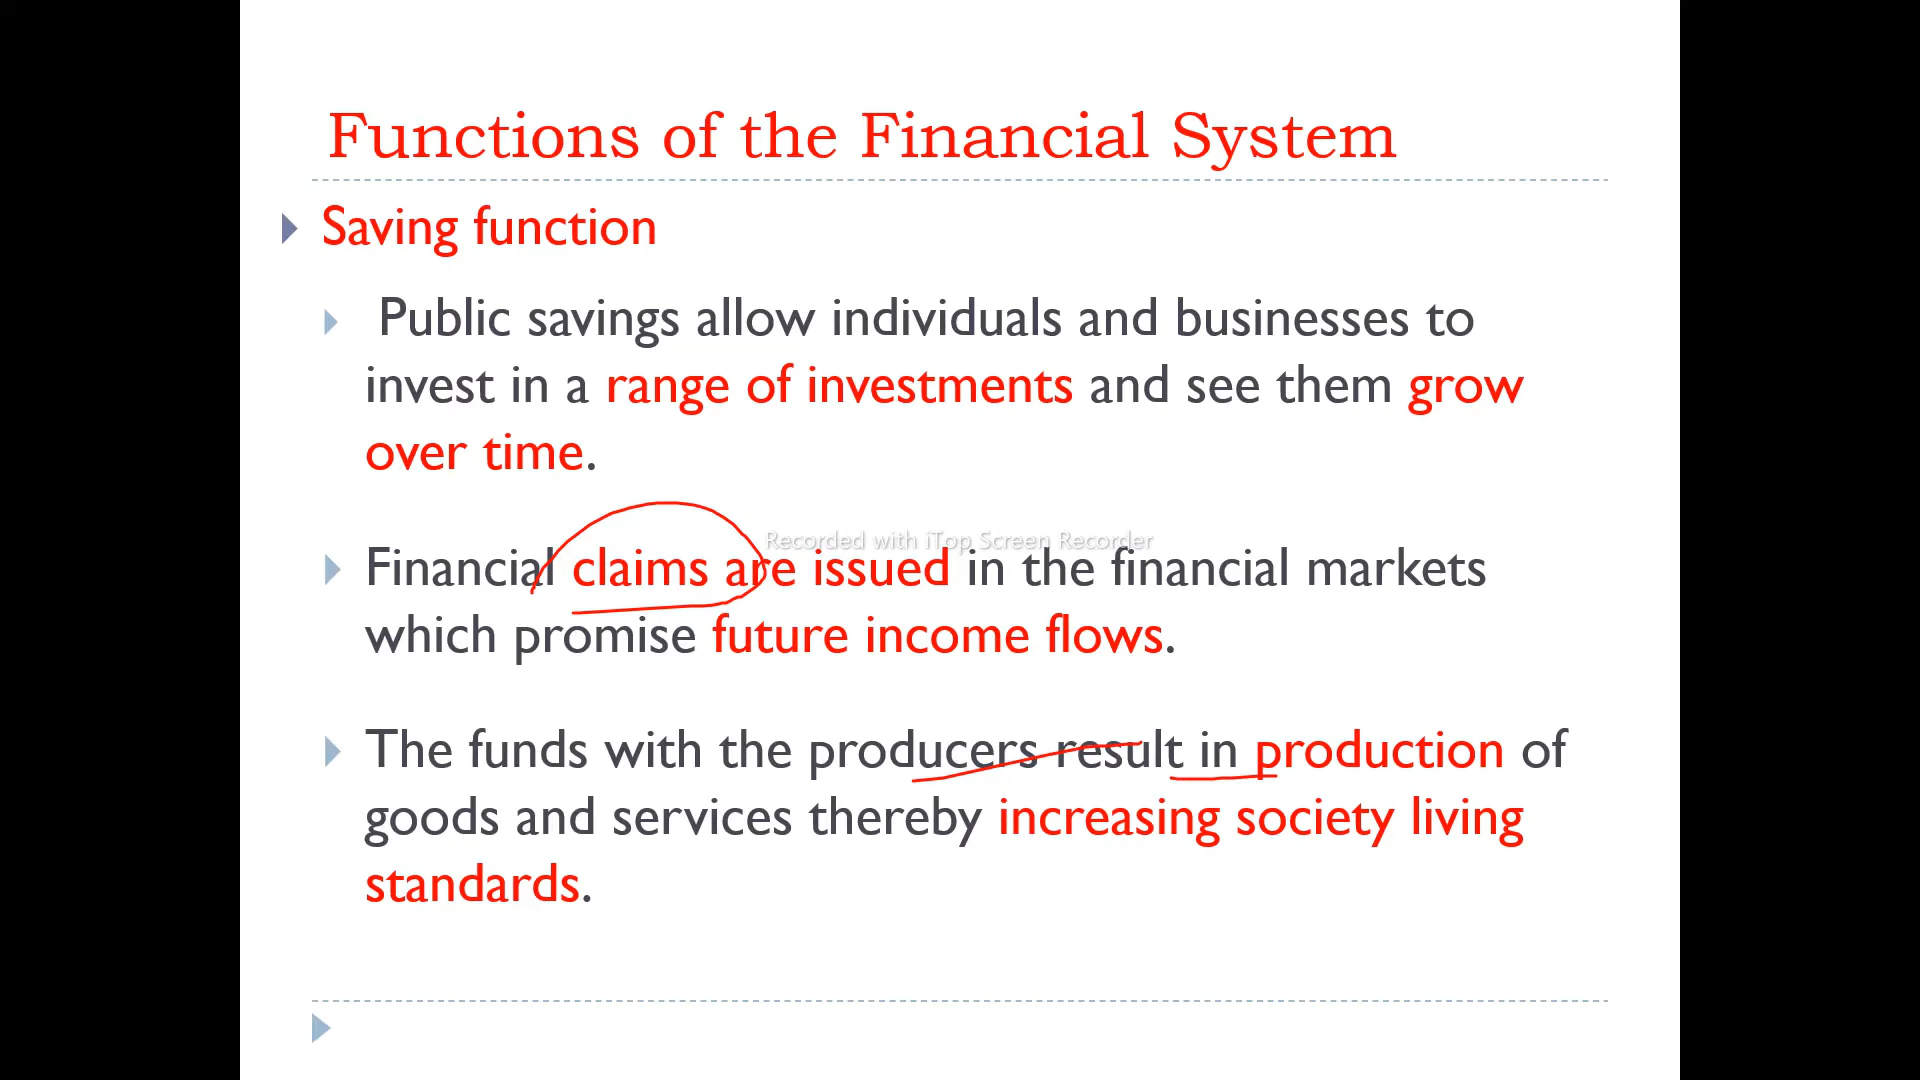 Functions of the Financial System
Saving function
Public savings allow individuals and businesses to
invest in a range of investments and see them grow
over time.
Recorded with iTop Screen Recorder
Financial claims are issued in the financial markets
which promise future income flows.
The funds with the producers result in production of
goods and services thereby increasing society living
standards.